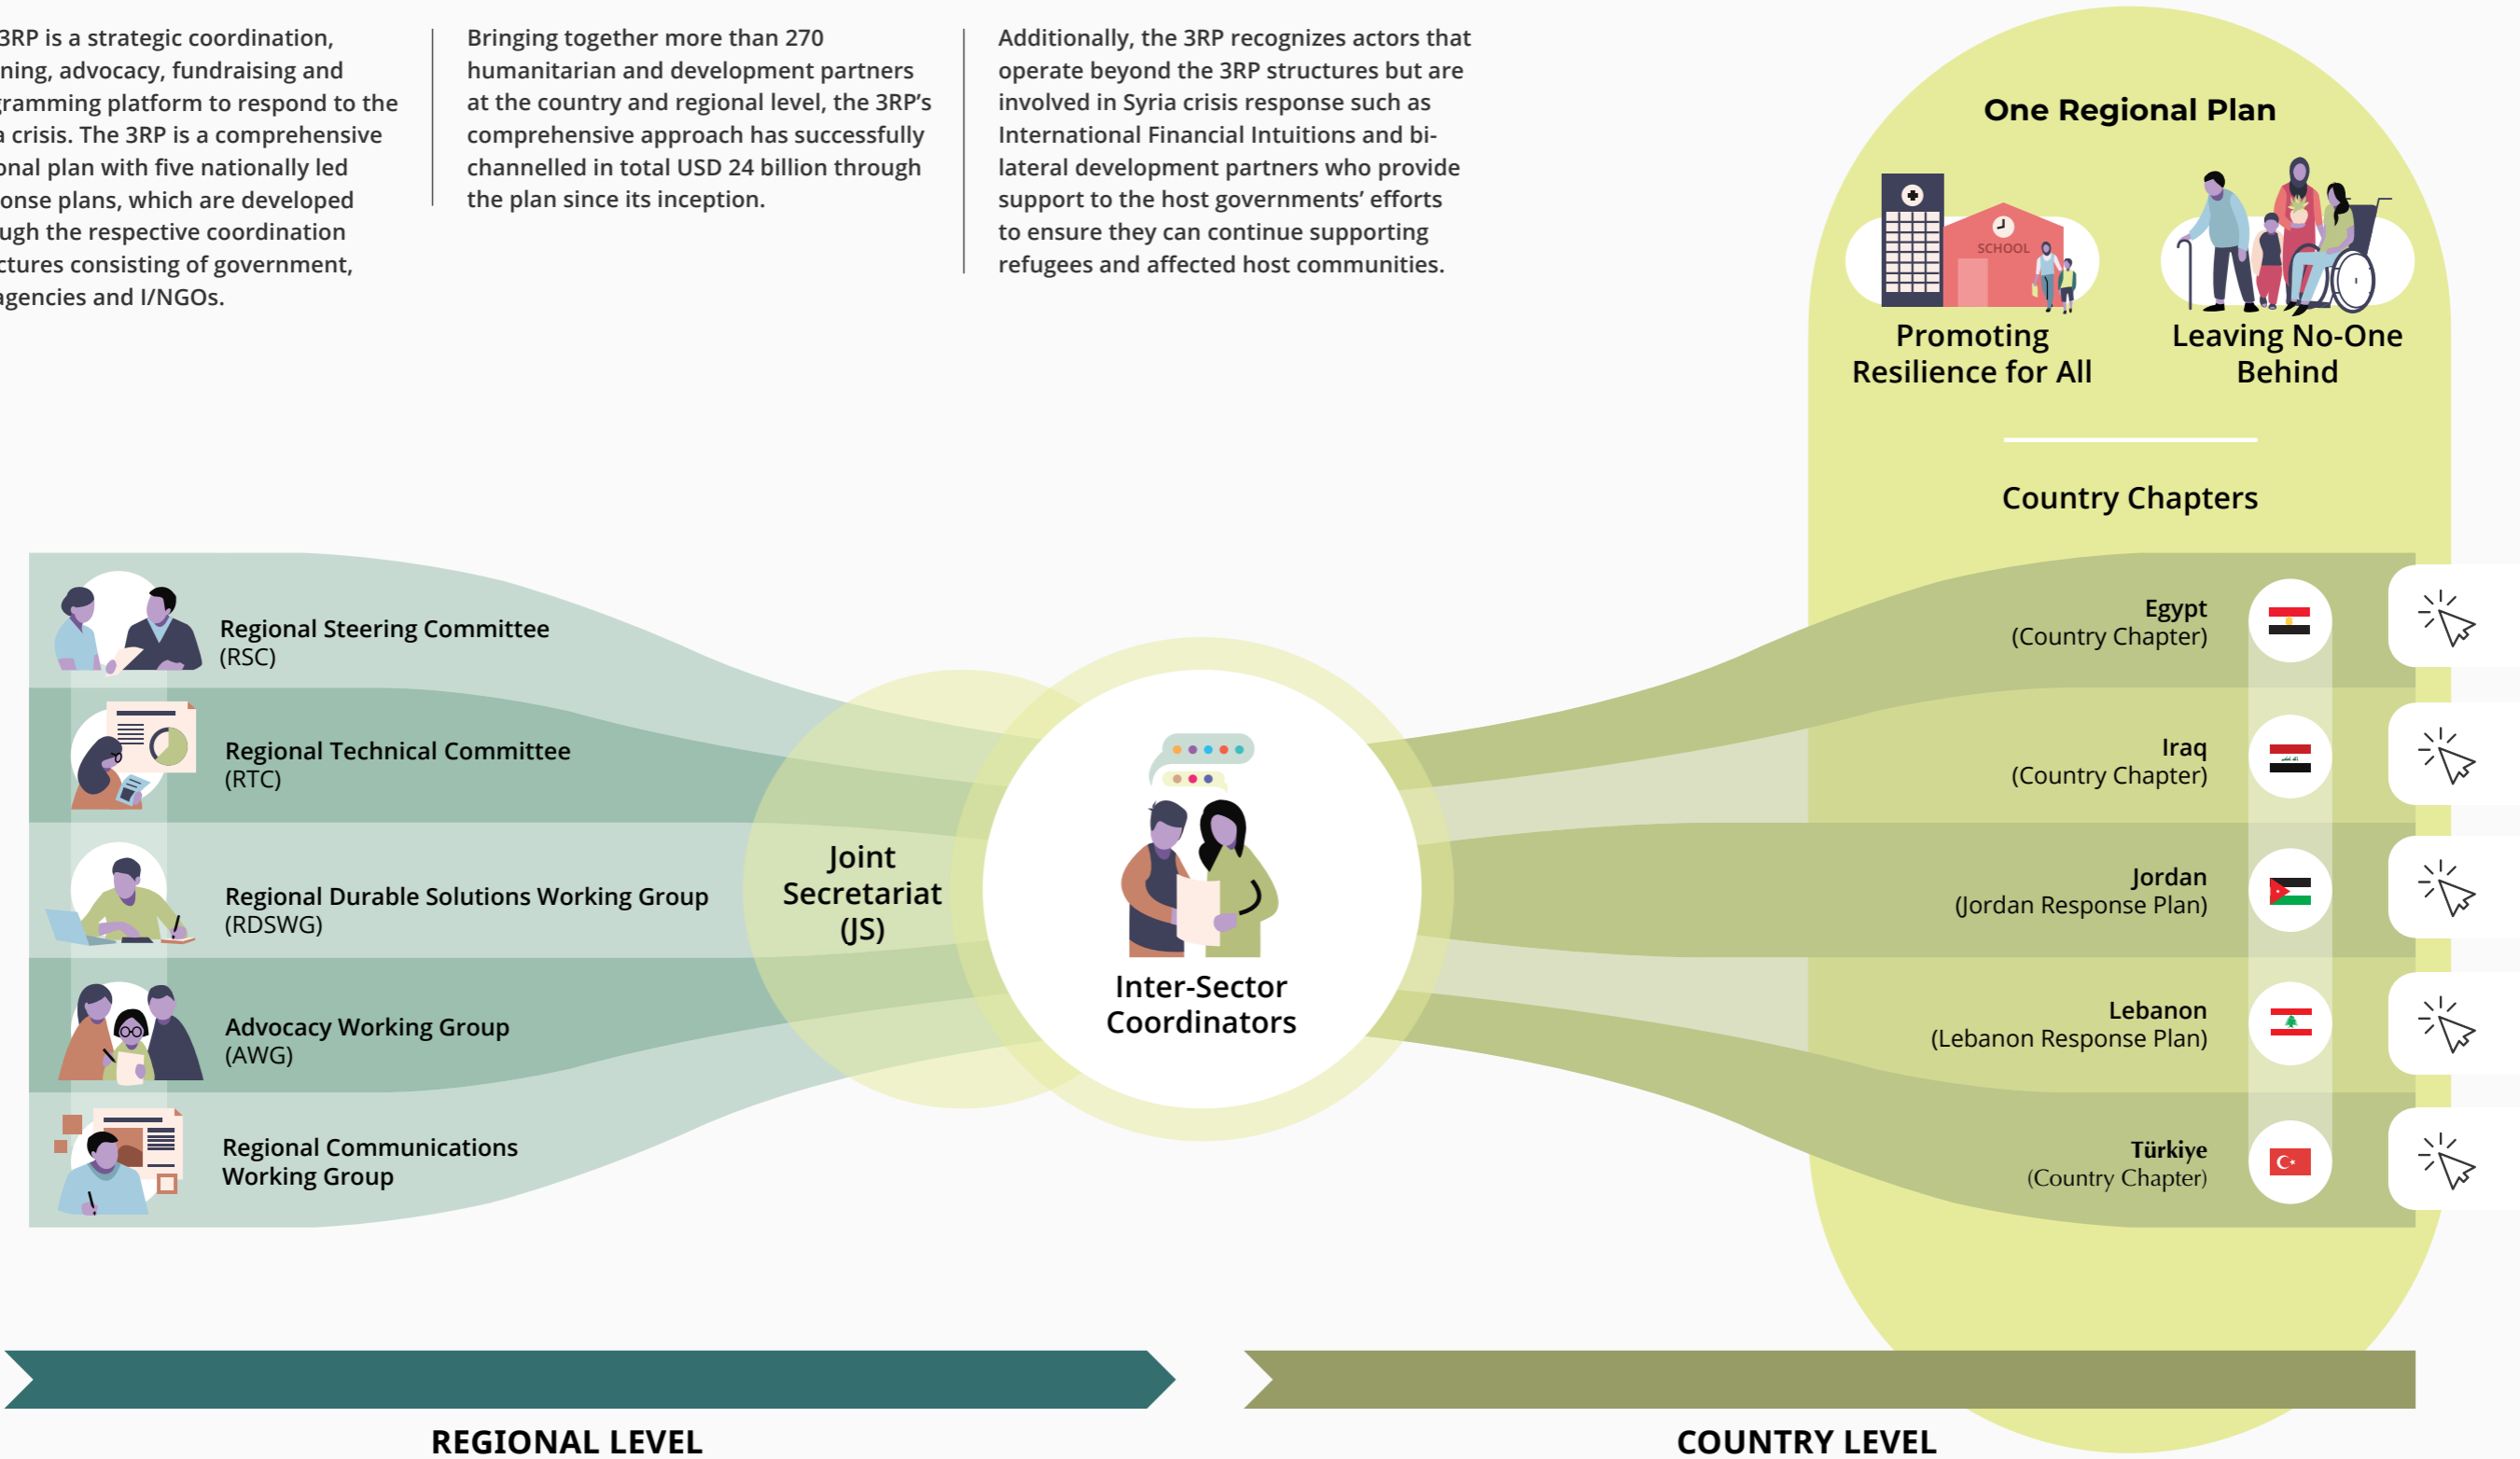 3RP is a strategic coordination,
ning, advocacy, fundraising and
gramming platform to respond to the
a crisis. The 3RP is a comprehensive
onal plan with five nationally led
onse plans, which are developed
ugh the respective coordination
ctures consisting of government,
agencies and I/NGOs.
Bringing together more than 270
humanitarian and development partners
at the country and regional level, the 3RP's
comprehensive approach has successfully
channelled in total USD 24 billion through
the plan since its inception.
Additionally, the 3RP recognizes actors that
operate beyond the 3RP structures but are
involved in Syria crisis response such as
International Financial Intuitions and bi-
lateral development partners who provide
support to the host governments' efforts
to ensure they can continue supporting
refugees and affected host communities.
One Regional Plan
SCHOOL
Promoting
Resilience for All
Leaving No-One
Behind
Country Chapters
Regional Steering Committee
(RSC)
Regional Technical Committee
(RTC)
Regional Durable Solutions Working Group
(RDSWG)
Advocacy Working Group
(AWG)
Regional Communications
Working Group
Joint
Secretariat
(JS)
Inter-Sector
Coordinators
Egypt
(Country Chapter)
Iraq
(Country Chapter)
Jordan
(Jordan Response Plan)
Lebanon
(Lebanon Response Plan)
Türkiye
(Country Chapter)
REGIONAL LEVEL
COUNTRY LEVEL